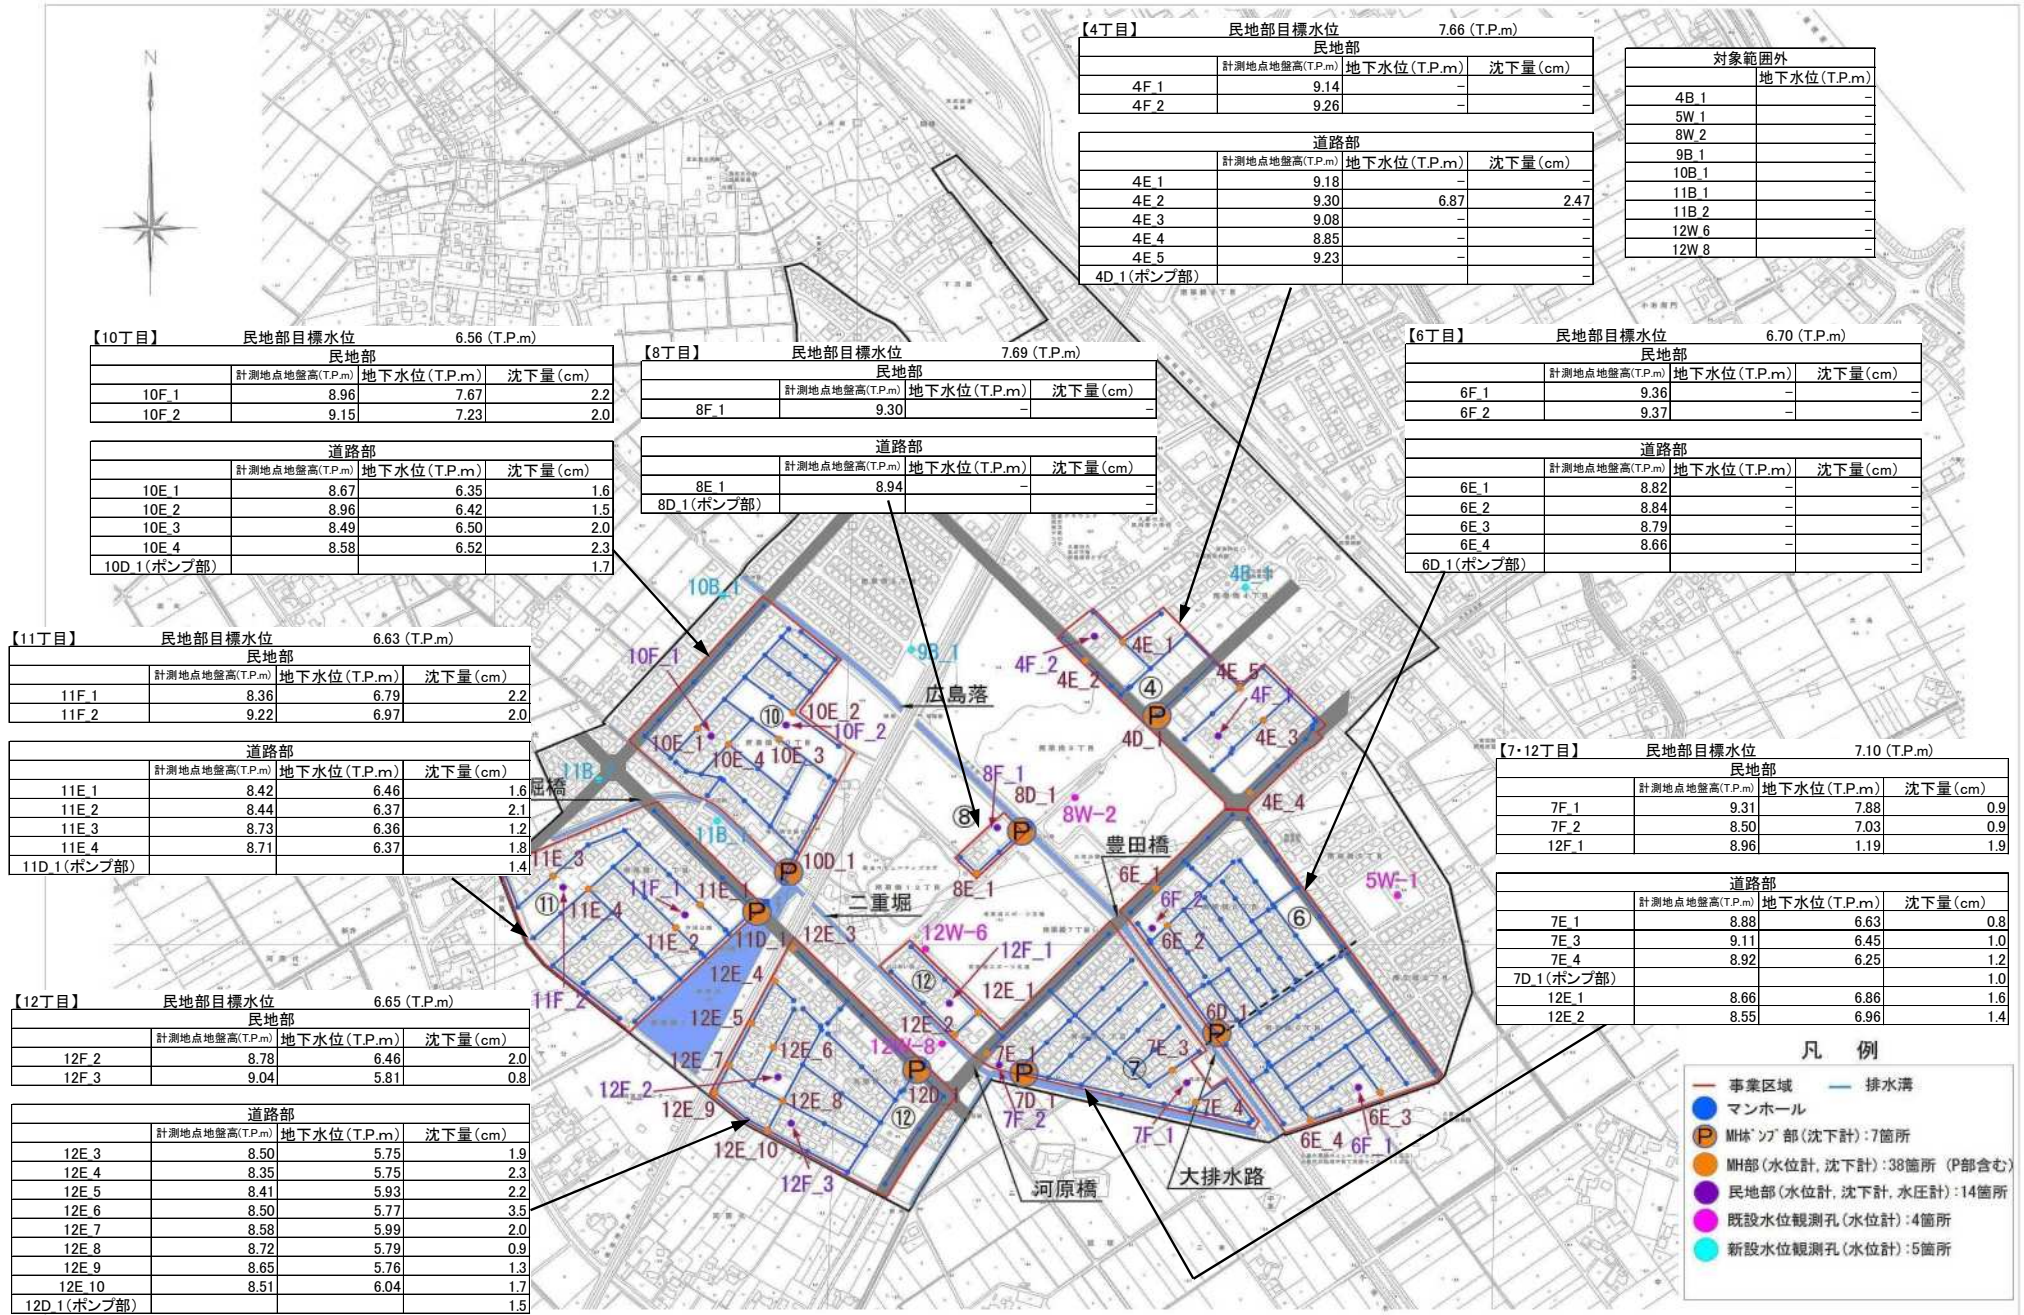 N
【4丁目】 民地部目標水位 7.66 (T.P.m)
民地部
計測地点地盤高(T.P.m) 地下水位(T.P.m) 沈下量(cm)
4F_1 9.14 － －
4F_2 9.26 － －
道路部
計測地点地盤高(T.P.m) 地下水位(T.P.m) 沈下量(cm)
4E_1 9.18 － －
4E_2 9.30 6.87 2.47
4E_3 9.08 － －
4E_4 8.85 － －
4E_5 9.23 － －
4D_1(ポンプ部) －
対象範囲外
地下水位(T.P.m)
4B_1 －
5W_1 －
8W_2 －
9B_1 －
10B_1 －
11B_1 －
11B_2 －
12W_6 －
12W_8 －
【10丁目】 民地部目標水位 6.56 (T.P.m)
民地部
計測地点地盤高(T.P.m) 地下水位(T.P.m) 沈下量(cm)
10F_1 8.96 7.67 2.2
10F_2 9.15 7.23 2.0
道路部
計測地点地盤高(T.P.m) 地下水位(T.P.m) 沈下量(cm)
10E_1 8.67 6.35 1.6
10E_2 8.96 6.42 1.5
10E_3 8.49 6.50 2.0
10E_4 8.58 6.52 2.3
10D_1(ポンプ部) 1.7
【8丁目】 民地部目標水位 7.69 (T.P.m)
民地部
計測地点地盤高(T.P.m) 地下水位(T.P.m) 沈下量(cm)
8F_1 9.30 － －
道路部
計測地点地盤高(T.P.m) 地下水位(T.P.m) 沈下量(cm)
8E_1 8.94 － －
8D_1(ポンプ部) －
【6丁目】 民地部目標水位 6.70 (T.P.m)
民地部
計測地点地盤高(T.P.m) 地下水位(T.P.m) 沈下量(cm)
6F_1 9.36 － －
6F_2 9.37 － －
道路部
計測地点地盤高(T.P.m) 地下水位(T.P.m) 沈下量(cm)
6E_1 8.82 － －
6E_2 8.84 － －
6E_3 8.79 － －
6E_4 8.66 － －
6D_1(ポンプ部) －
【11丁目】 民地部目標水位 6.63 (T.P.m)
民地部
計測地点地盤高(T.P.m) 地下水位(T.P.m) 沈下量(cm)
11F_1 8.36 6.79 2.2
11F_2 9.22 6.97 2.0
道路部
計測地点地盤高(T.P.m) 地下水位(T.P.m) 沈下量(cm)
11E_1 8.42 6.46 1.6
11E_2 8.44 6.37 2.1
11E_3 8.73 6.36 1.2
11E_4 8.71 6.37 1.8
11D_1(ポンプ部) 1.4
【7・12丁目】 民地部目標水位 7.10 (T.P.m)
民地部
計測地点地盤高(T.P.m) 地下水位(T.P.m) 沈下量(cm)
7F_1 9.31 7.88 0.9
7F_2 8.50 7.03 0.9
12F_1 8.96 1.19 1.9
道路部
計測地点地盤高(T.P.m) 地下水位(T.P.m) 沈下量(cm)
7E_1 8.88 6.63 0.8
7E_3 9.11 6.45 1.0
7E_4 8.92 6.25 1.2
7D_1(ポンプ部) 1.0
12E_1 8.66 6.86 1.6
12E_2 8.55 6.96 1.4
【12丁目】 民地部目標水位 6.65 (T.P.m)
民地部
計測地点地盤高(T.P.m) 地下水位(T.P.m) 沈下量(cm)
12F_2 8.78 6.46 2.0
12F_3 9.04 5.81 0.8
道路部
計測地点地盤高(T.P.m) 地下水位(T.P.m) 沈下量(cm)
12E_3 8.50 5.75 1.9
12E_4 8.35 5.75 2.3
12E_5 8.41 5.93 2.2
12E_6 8.50 5.77 3.5
12E_7 8.58 5.99 2.0
12E_8 8.72 5.79 0.9
12E_9 8.65 5.76 1.3
12E_10 8.51 6.04 1.7
12D_1(ポンプ部) 1.5
10B_1
4B_1
9B_1
10F_1
広島落
4F_2
4E_1
4E_2
4E_5
4F_1
④
P
4D_1
4E_3
4E_4
⑩
10E_2
10F_2
10E_1
10E_4
10E_3
11B
堀橋
11B_1
8F_1
8D_1
⑧
P
8W-2
8E_1
豊田橋
11E_3
⑪
11E_4
11F_1
11E_1
11E_2
P
10D_1
P
11D_1
11F_2
二重堀
6E_1
6F_2
6E_2
⑥
5W-1
12E_3
12W-6
12F_1
⑫
12E_4
12E_1
12E_5
12E_2
12E_6
12W-8
12E_7
12F_2
12E_9
12E_8
P
12D_1
⑫
12E_10
12F_3
7E_1
P
7D_1
7F_2
⑦
7E_3
6D_1
P
7E_4
7F_1
6E_3
6E_4
6F_1
大排水路
河原橋
凡 例
事業区域 排水溝
マンホール
P MHポンプ部(沈下計):7箇所
MH部(水位計,沈下計):38箇所 (P部含む)
民地部(水位計,沈下計,水圧計):14箇所
既設水位観測孔(水位計):4箇所
新設水位観測孔(水位計):5箇所